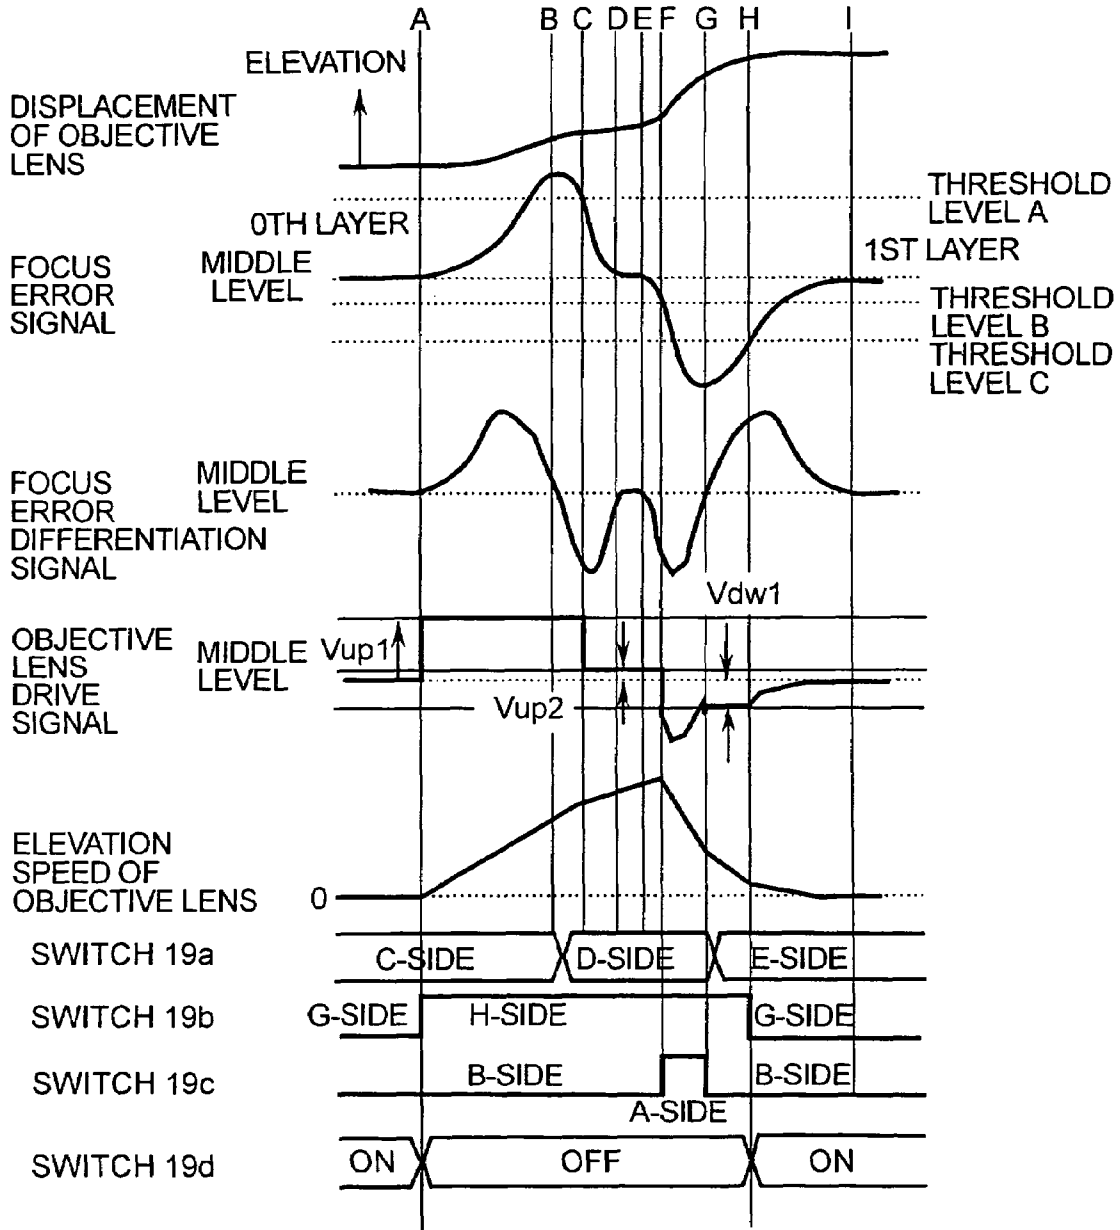 A B C D E F G H I
ELEVATION
DISPLACEMENT
OF OBJECTIVE
LENS
THRESHOLD
LEVEL A
0TH LAYER
1ST LAYER
FOCUS
ERROR
SIGNAL
MIDDLE
LEVEL
THRESHOLD
LEVEL B
THRESHOLD
LEVEL C
FOCUS
ERROR
DIFFERENTIATION
SIGNAL
MIDDLE
LEVEL
Vdw1
OBJECTIVE
LENS
DRIVE
SIGNAL
MIDDLE
LEVEL
Vup1
Vup2
ELEVATION
SPEED OF
OBJECTIVE LENS
0
SWITCH 19a
C-SIDE D-SIDE E-SIDE
SWITCH 19b
G-SIDE H-SIDE G-SIDE
SWITCH 19c
B-SIDE A-SIDE B-SIDE
SWITCH 19d
ON OFF ON